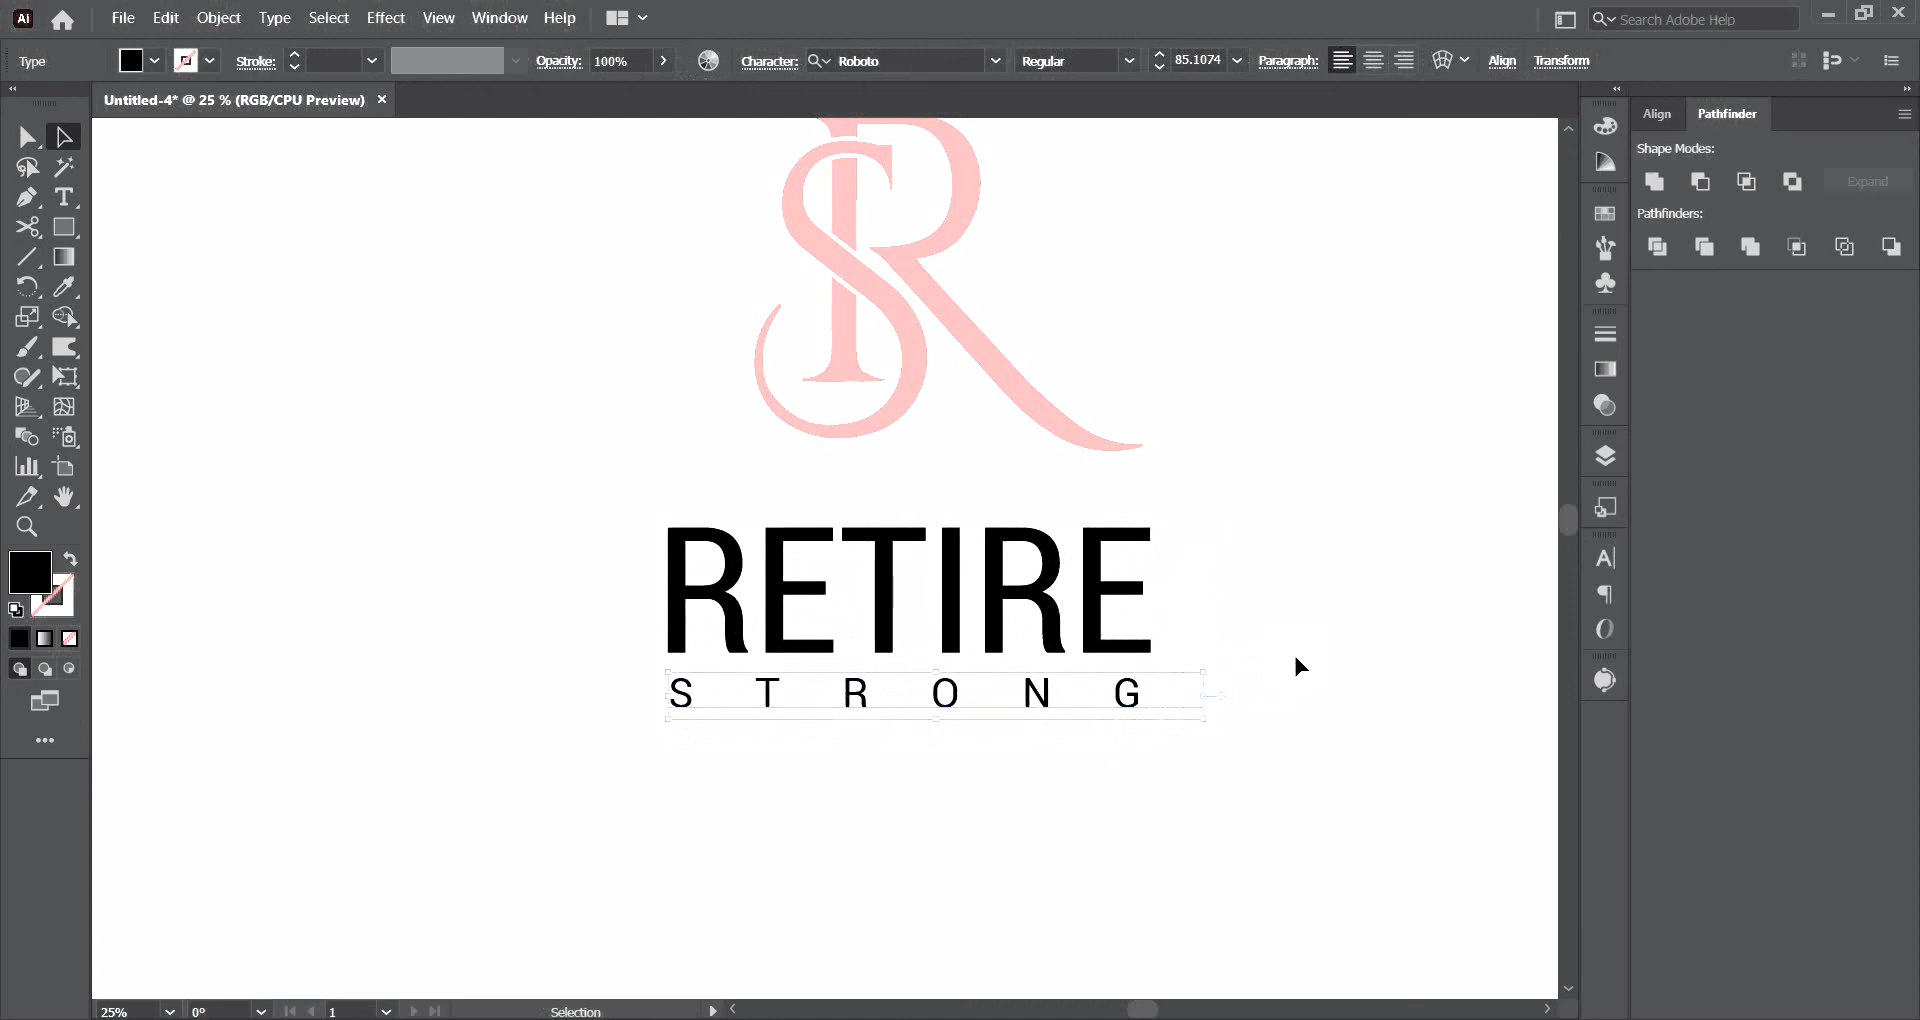 Ai File Edit Object Type Select Effect View Window Help Search Adobe Help
Type Stroke: Opacity: 100% Character: Roboto Regular 85.1074 Paragraph: Align Transform
Untitled-4* @ 25 % (RGB/CPU Preview) ×
Align Pathfinder
Shape Modes:
Expand
Pathfinders:
SR
RETIRE
S T R O N G
25% 0° 1 Selection